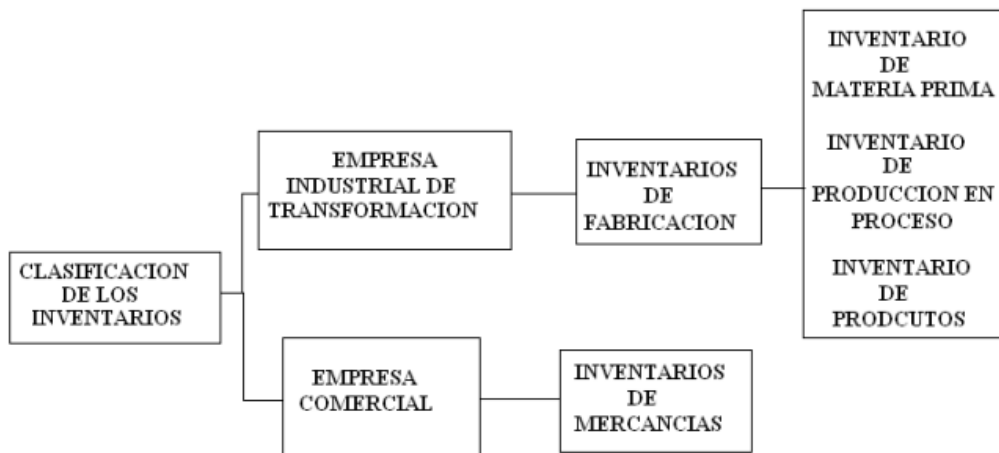 CLASIFICACION
DE LOS
INVENTARIOS
EMPRESA
INDUSTRIAL DE
TRANSFORMACION
INVENTARIOS
DE
FABRICACION
INVENTARIO
DE
MATERIA PRIMA
INVENTARIO
DE
PRODUCCION EN
PROCESO
INVENTARIO
DE
PRODCUTOS
EMPRESA
COMERCIAL
INVENTARIOS
DE
MERCANCIAS